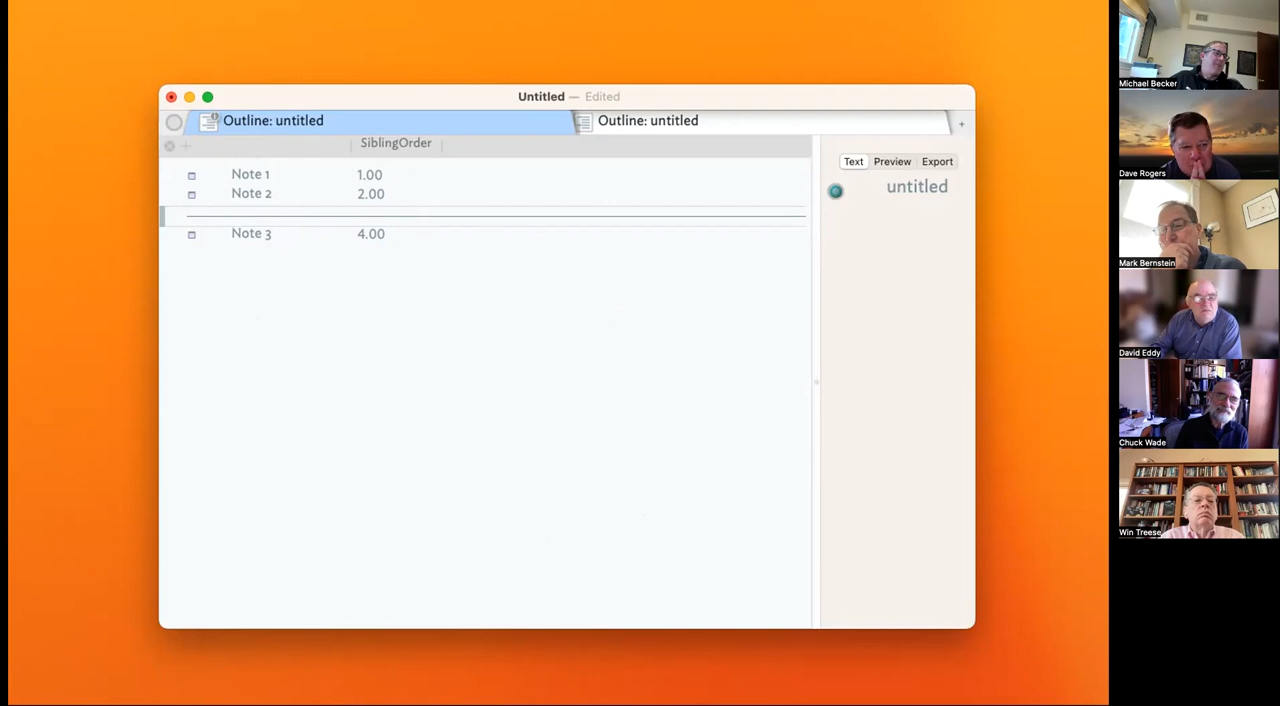 Untitled — Edited
Outline: untitled
Outline: untitled
+
SiblingOrder
Note 1 1.00
Note 2 2.00
Note 3 4.00
Text Preview Export
untitled
Michael Becker
Dave Rogers
Mark Bernstein
David Eddy
Chuck Wade
Win Treese